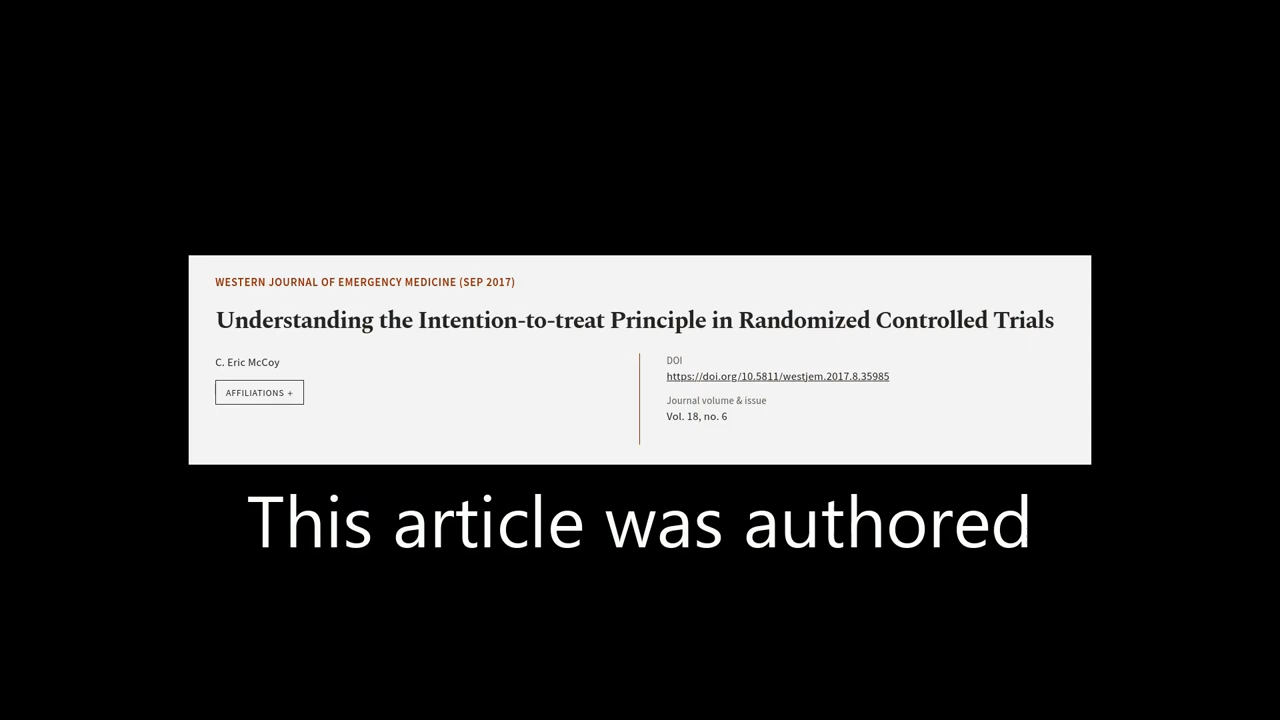 WESTERN JOURNAL OF EMERGENCY MEDICINE (SEP 2017)
Understanding the Intention-to-treat Principle in Randomized Controlled Trials
C. Eric McCoy
AFFILIATIONS +
DOI
https://doi.org/10.5811/westjem.2017.8.35985
Journal volume & issue
Vol. 18, no. 6
This article was authored